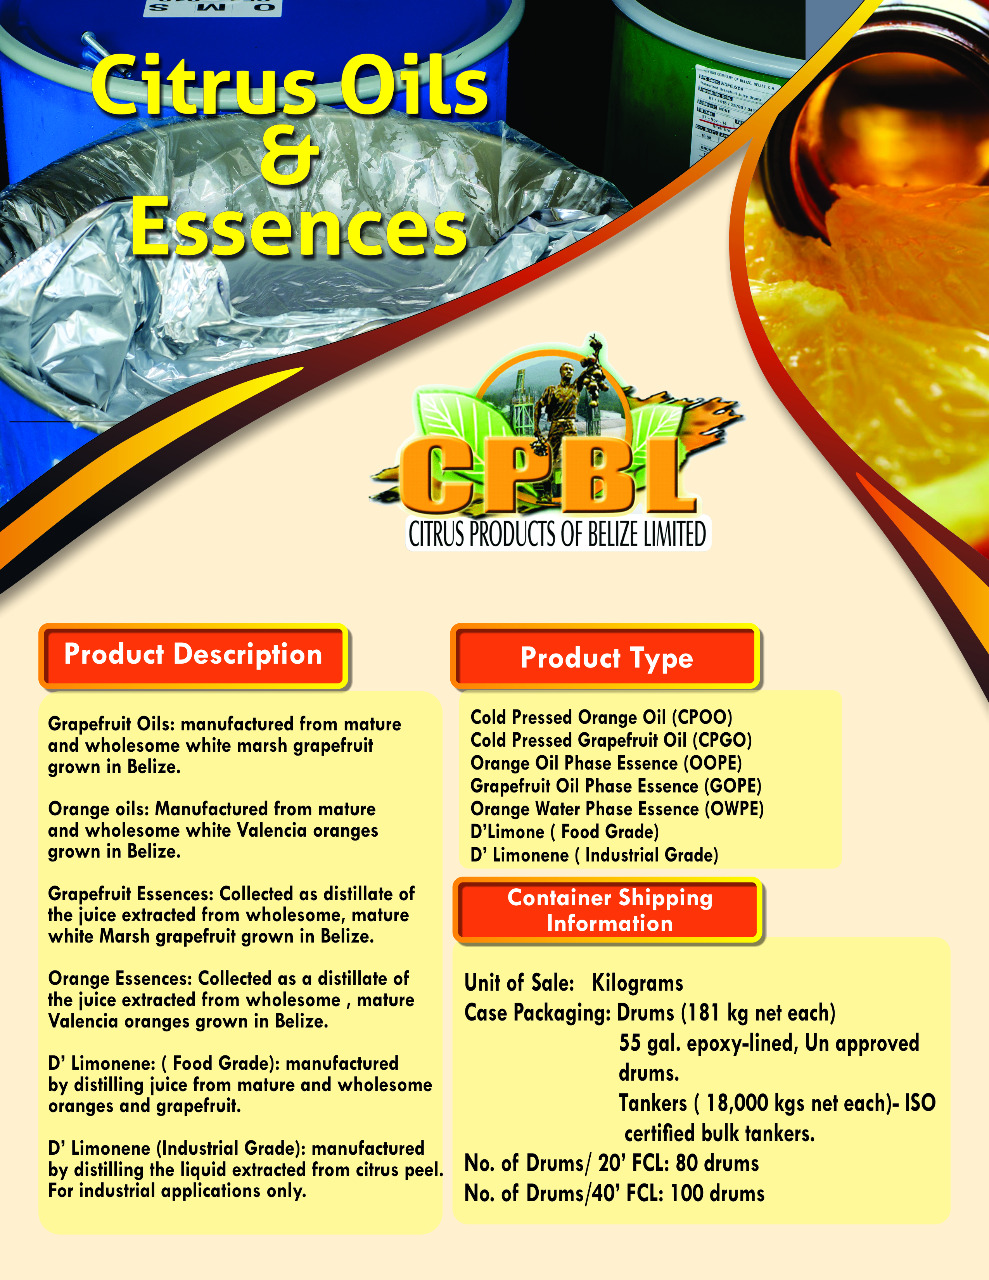 Citrus Oils
&
Essences
CPBL
CITRUS PRODUCTS OF BELIZE LIMITED
Product Description
Grapefruit Oils: manufactured from mature
and wholesome white marsh grapefruit
grown in Belize.
Orange oils: Manufactured from mature
and wholesome white Valencia oranges
grown in Belize.
Grapefruit Essences: Collected as distillate of
the juice extracted from wholesome, mature
white Marsh grapefruit grown in Belize.
Orange Essences: Collected as a distillate of
the juice extracted from wholesome , mature
Valencia oranges grown in Belize.
D' Limonene: ( Food Grade): manufactured
by distilling juice from mature and wholesome
oranges and grapefruit.
D' Limonene (Industrial Grade): manufactured
by distilling the liquid extracted from citrus peel.
For industrial applications only.
Product Type
Cold Pressed Orange Oil (CPOO)
Cold Pressed Grapefruit Oil (CPGO)
Orange Oil Phase Essence (OOPE)
Grapefruit Oil Phase Essence (GOPE)
Orange Water Phase Essence (OWPE)
D'Limone ( Food Grade)
D' Limonene ( Industrial Grade)
Container Shipping
Information
Unit of Sale: Kilograms
Case Packaging: Drums (181 kg net each)
55 gal. epoxy-lined, Un approved
drums.
Tankers ( 18,000 kgs net each)- ISO
certified bulk tankers.
No. of Drums/ 20' FCL: 80 drums
No. of Drums/40' FCL: 100 drums